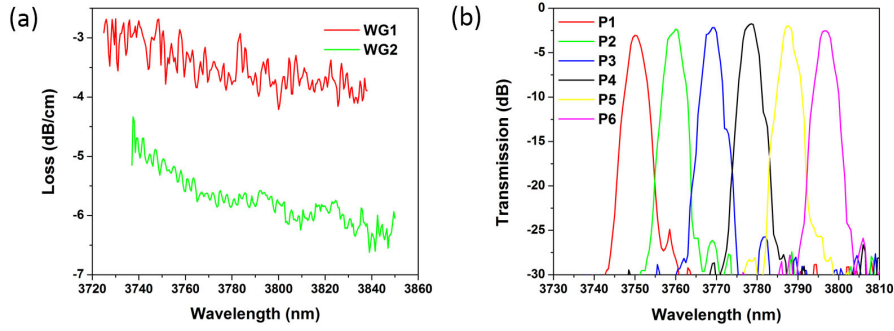 (a)
WG1
WG2
-3
-4
-5
-6
-7
Loss (dB/cm)
3720 3740 3760 3780 3800 3820 3840 3860
Wavelength (nm)
(b)
P1
P2
P3
P4
P5
P6
0
-5
-10
-15
-20
-25
-30
Transmission (dB)
3730 3740 3750 3760 3770 3780 3790 3800 3810
Wavelength (nm)